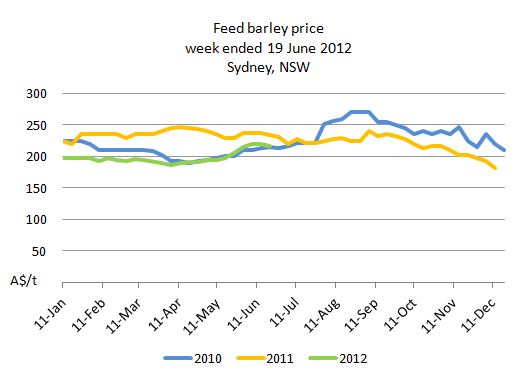 Feed barley price
week ended 19 June 2012
Sydney, NSW
300
250
200
150
100
50
A$/t
11-Jan
11-Feb
11-Mar
11-Apr
11-May
11-Jun
11-Jul
11-Aug
11-Sep
11-Oct
11-Nov
11-Dec
2010 2011 2012